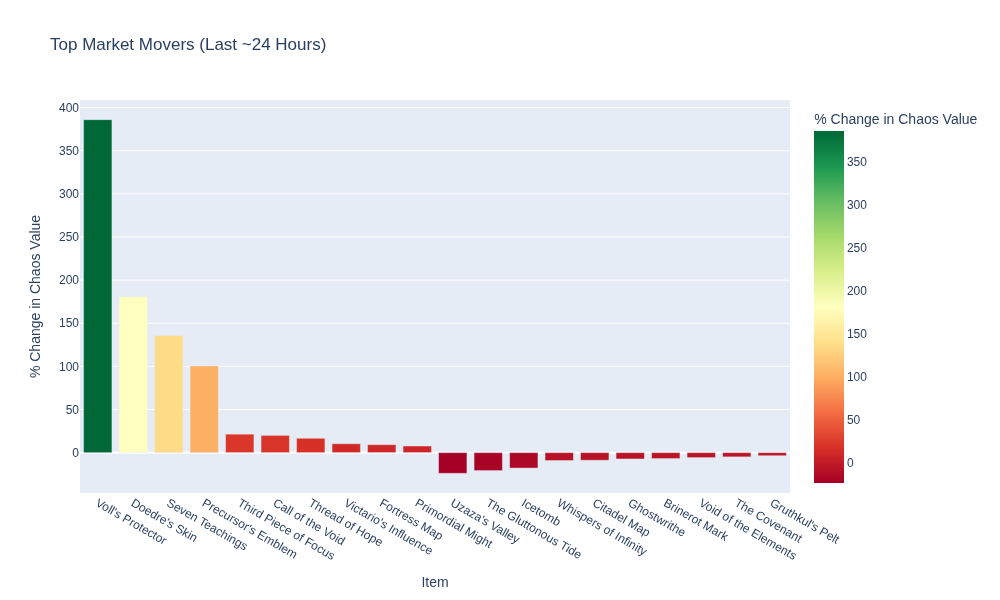 Top Market Movers (Last ~24 Hours)
% Change in Chaos Value
400
350
300
250
200
150
100
50
0
% Change in Chaos Value
350
300
250
200
150
100
50
0
Voll's Protector
Doedre's Skin
Seven Teachings
Precursor's Emblem
Third Piece of Focus
Call of the Void
Thread of Hope
Victario's Influence
Fortress Map
Primordial Might
Uzaza's Valley
The Gluttonous Tide
Icetomb
Whispers of Infinity
Citadel Map
Ghostwrithe
Brinerot Mark
Void of the Elements
The Covenant
Gruthkul's Pelt
Item